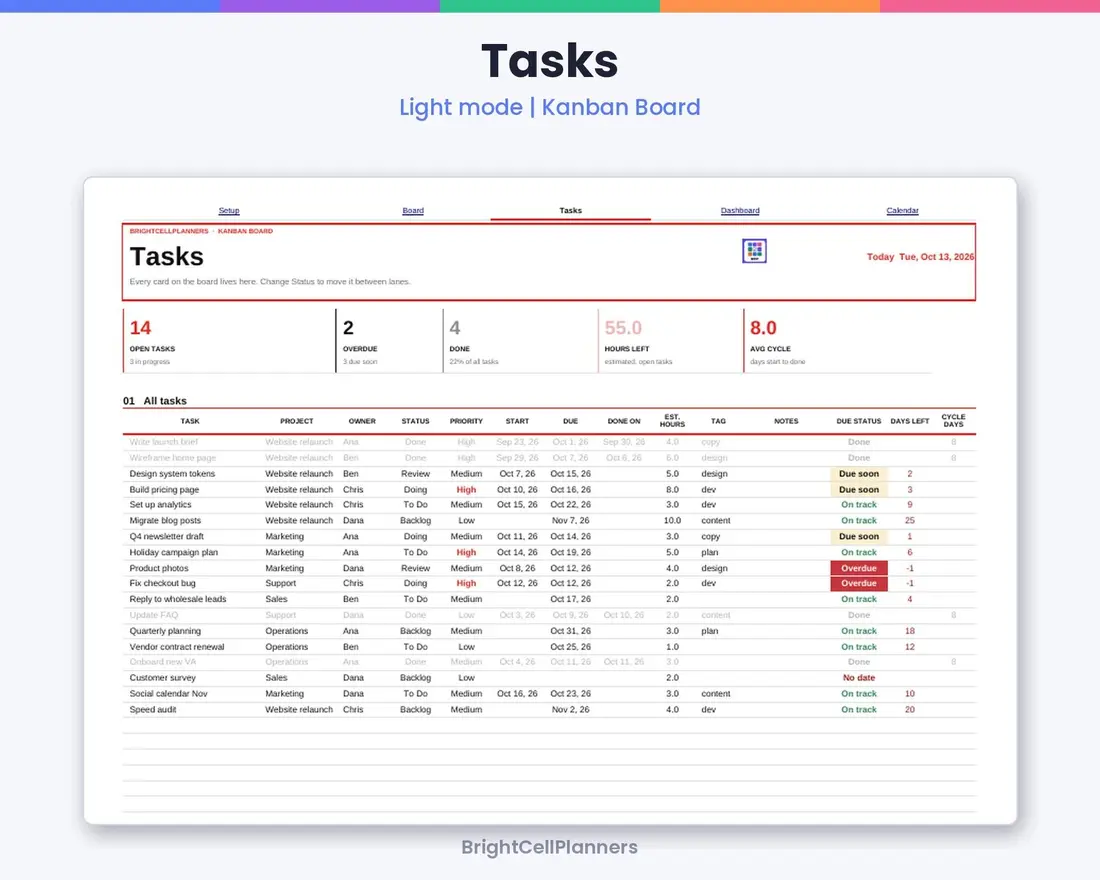 Tasks
Light mode | Kanban Board
Setup Board Tasks Dashboard Calendar
BRIGHTCELLPLANNERS · KANBAN BOARD
Tasks
Today Tue, Oct 13, 2026
Every card on the board lives here. Change Status to move it between lanes.
14 2 4 55.0 8.0
OPEN TASKS OVERDUE DONE HOURS LEFT AVG CYCLE
3 in progress 3 due soon 22% of all tasks estimated, open tasks days start to done
01 All tasks
TASK PROJECT OWNER STATUS PRIORITY START DUE DONE ON EST. HOURS TAG NOTES DUE STATUS DAYS LEFT CYCLE DAYS
Write launch brief Website relaunch Ana Done High Sep 23, 26 Oct 1, 26 Sep 30, 26 4.0 copy Done 8
Wireframe home page Website relaunch Ben Done High Sep 29, 26 Oct 7, 26 Oct 6, 26 6.0 design Done 8
Design system tokens Website relaunch Ben Review Medium Oct 7, 26 Oct 15, 26 5.0 design Due soon 2
Build pricing page Website relaunch Chris Doing High Oct 10, 26 Oct 16, 26 8.0 dev Due soon 3
Set up analytics Website relaunch Chris To Do Medium Oct 15, 26 Oct 22, 26 3.0 dev On track 9
Migrate blog posts Website relaunch Dana Backlog Low Nov 7, 26 10.0 content On track 25
Q4 newsletter draft Marketing Ana Doing Medium Oct 11, 26 Oct 14, 26 3.0 copy Due soon 1
Holiday campaign plan Marketing Ana To Do High Oct 14, 26 Oct 19, 26 5.0 plan On track 6
Product photos Marketing Dana Review Medium Oct 8, 26 Oct 12, 26 4.0 design Overdue -1
Fix checkout bug Support Chris Doing High Oct 12, 26 Oct 12, 26 2.0 dev Overdue -1
Reply to wholesale leads Sales Ben To Do Medium Oct 17, 26 2.0 On track 4
Update FAQ Support Dana Done Low Oct 3, 26 Oct 9, 26 Oct 10, 26 2.0 content Done 8
Quarterly planning Operations Ana Backlog Medium Oct 31, 26 3.0 plan On track 18
Vendor contract renewal Operations Ben To Do Low Oct 25, 26 1.0 On track 12
Onboard new VA Operations Ana Done Medium Oct 4, 26 Oct 11, 26 Oct 11, 26 3.0 Done 8
Customer survey Sales Dana Backlog Low 2.0 No date
Social calendar Nov Marketing Dana To Do Medium Oct 16, 26 Oct 23, 26 3.0 content On track 10
Speed audit Website relaunch Chris Backlog Medium Nov 2, 26 4.0 dev On track 20
BrightCellPlanners